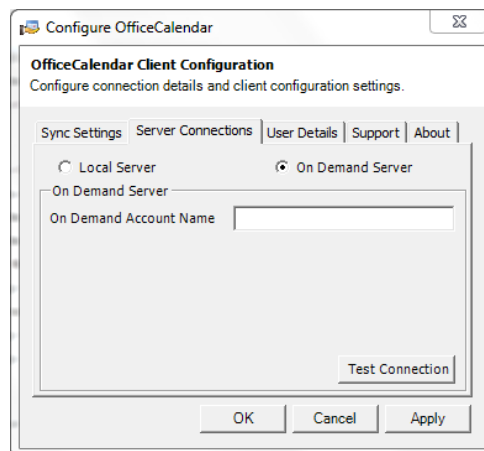 Configure OfficeCalendar
OfficeCalendar Client Configuration
Configure connection details and client configuration settings.
Sync Settings Server Connections User Details Support About
Local Server On Demand Server
On Demand Server
On Demand Account Name
Test Connection
OK Cancel Apply